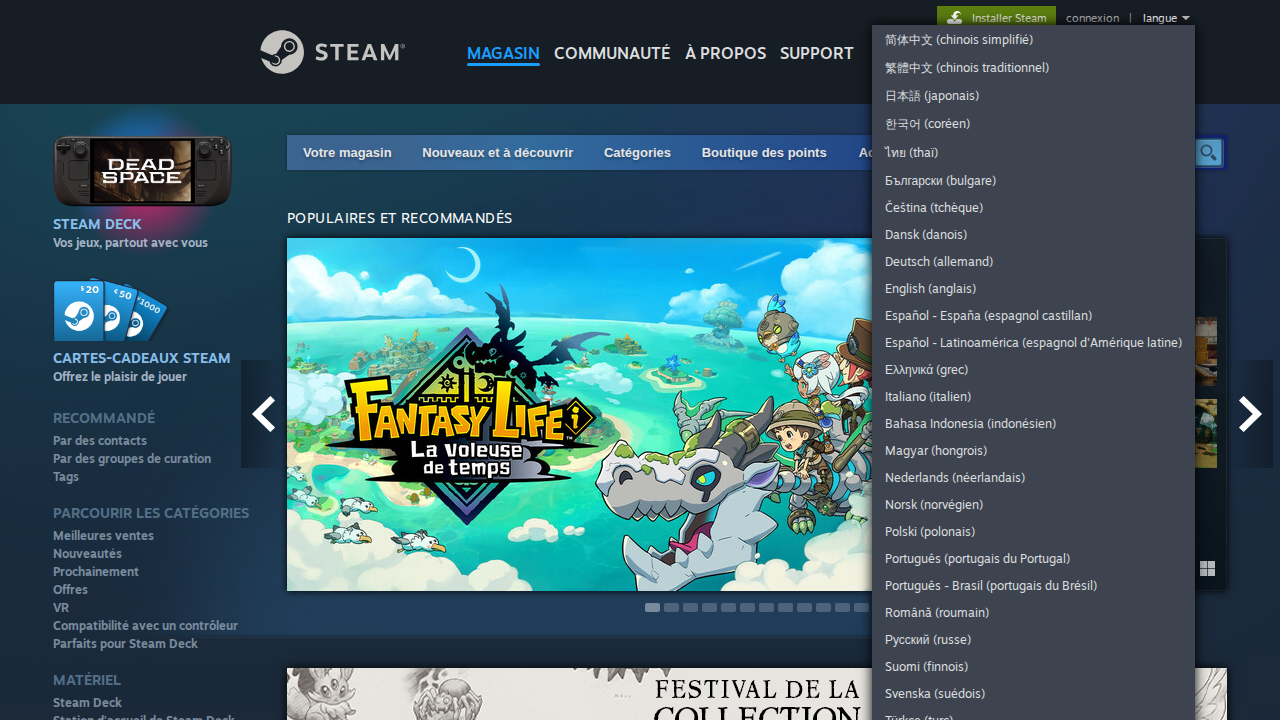 Installer Steam
connexion | langue
STEAM®
MAGASIN COMMUNAUTÉ À PROPOS SUPPORT
简体中文 (chinois simplifié)
繁體中文 (chinois traditionnel)
日本語 (japonais)
한국어 (coréen)
ไทย (thaï)
Български (bulgare)
Čeština (tchèque)
Dansk (danois)
Deutsch (allemand)
English (anglais)
Español - España (espagnol castillan)
Español - Latinoamérica (espagnol d'Amérique latine)
Ελληνικά (grec)
Italiano (italien)
Bahasa Indonesia (indonésien)
Magyar (hongrois)
Nederlands (néerlandais)
Norsk (norvégien)
Polski (polonais)
Português (portugais du Portugal)
Português - Brasil (portugais du Brésil)
Română (roumain)
Русский (russe)
Suomi (finnois)
Svenska (suédois)
Türkçe (turc)
DEAD
SPACE
STEAM DECK
Vos jeux, partout avec vous
$ 20
€ 50
¥1000
CARTES-CADEAUX STEAM
Offrez le plaisir de jouer
RECOMMANDÉ
Par des contacts
Par des groupes de curation
Tags
PARCOURIR LES CATÉGORIES
Meilleures ventes
Nouveautés
Prochainement
Offres
VR
Compatibilité avec un contrôleur
Parfaits pour Steam Deck
MATÉRIEL
Steam Deck
Station d'accueil de Steam Deck
Votre magasin Nouveaux et à découvrir Catégories Boutique des points
POPULAIRES ET RECOMMANDÉS
FANTASY LIFE i
La voleuse
de temps
FESTIVAL DE LA
COLLECTION